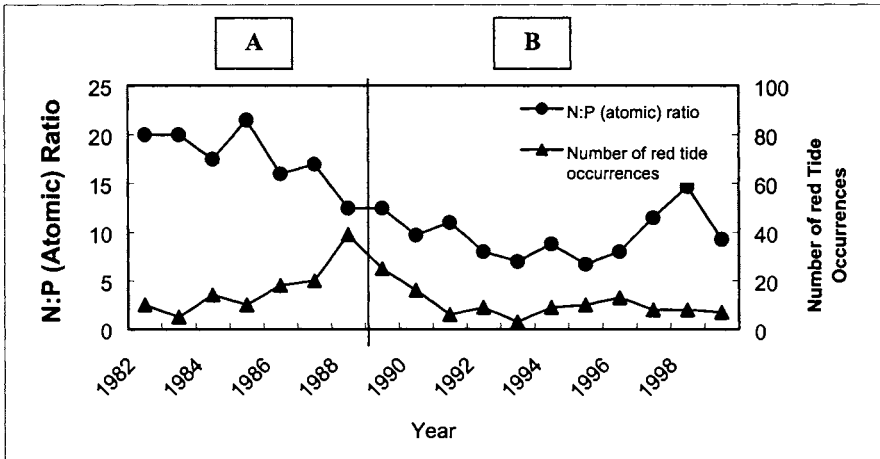 A
B
N:P (Atomic) Ratio
25
20
15
10
5
0
N:P (atomic) ratio
Number of red tide
occurrences
100
80
60
40
20
0
Number of red Tide
Occurrences
1982
1984
1986
1988
1990
1992
1994
1996
1998
Year